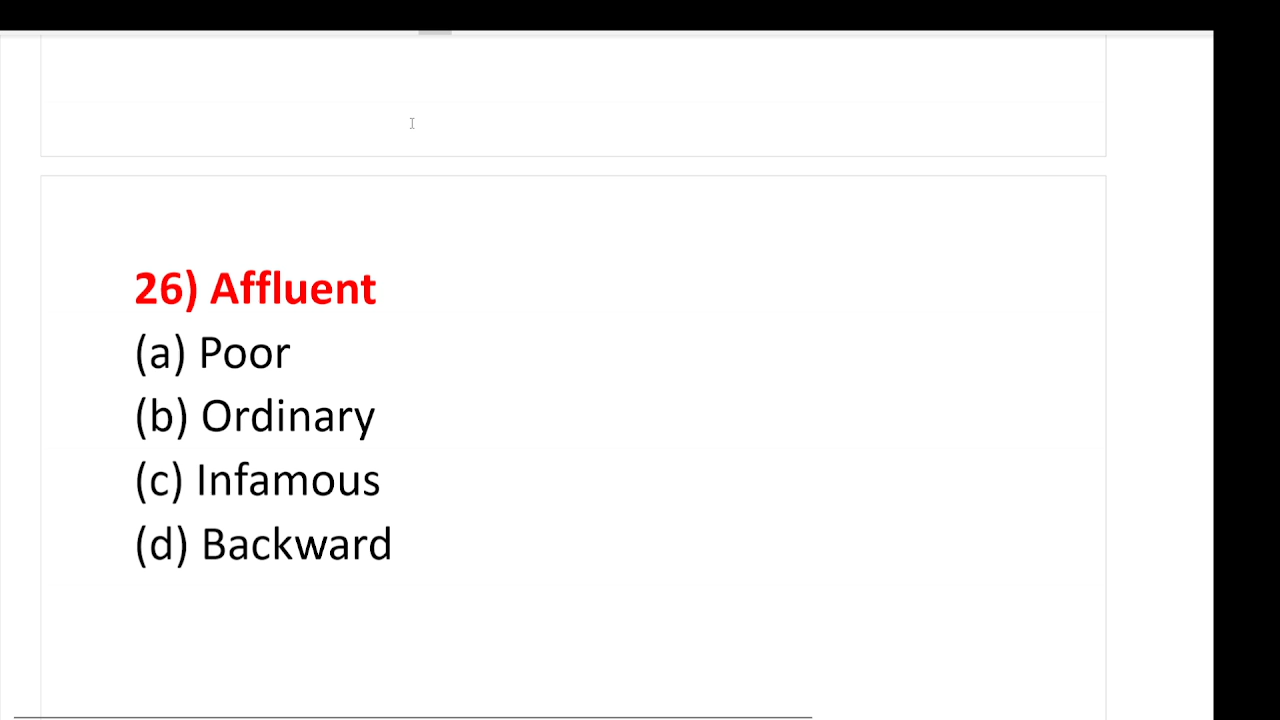 26) Affluent
(a) Poor
(b) Ordinary
(c) Infamous
(d) Backward